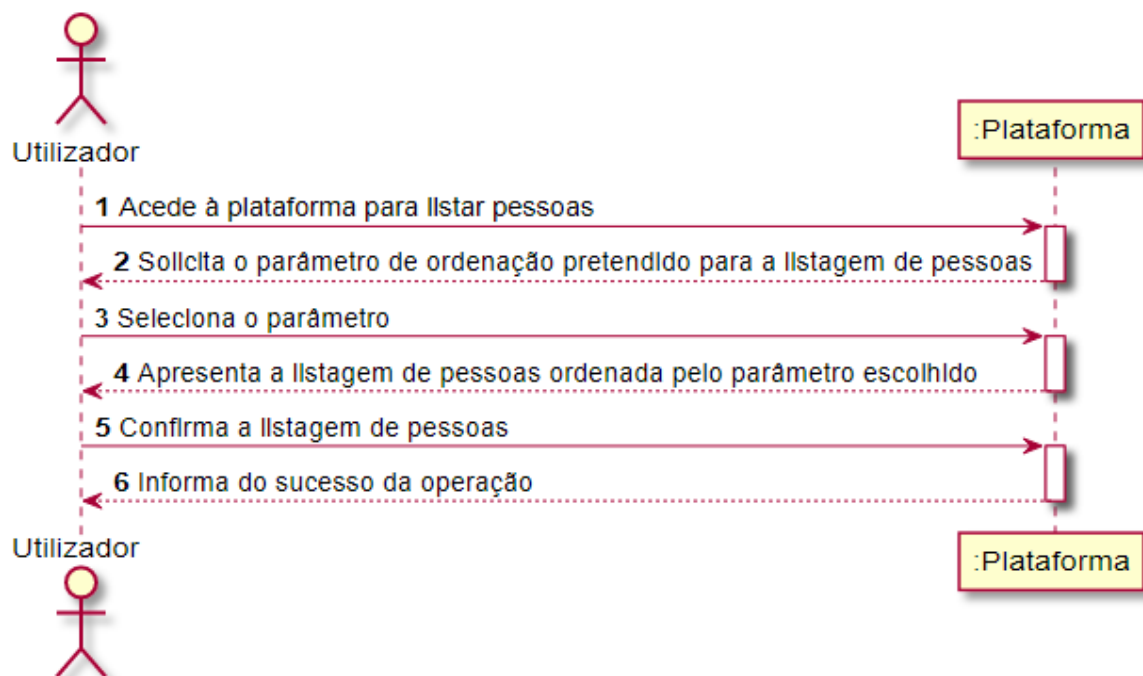 Utilizador
:Plataforma
1 Acede à plataforma para listar pessoas
2 Solicita o parâmetro de ordenação pretendido para a listagem de pessoas
3 Seleciona o parâmetro
4 Apresenta a listagem de pessoas ordenada pelo parâmetro escolhido
5 Confirma a listagem de pessoas
6 Informa do sucesso da operação
Utilizador
:Plataforma